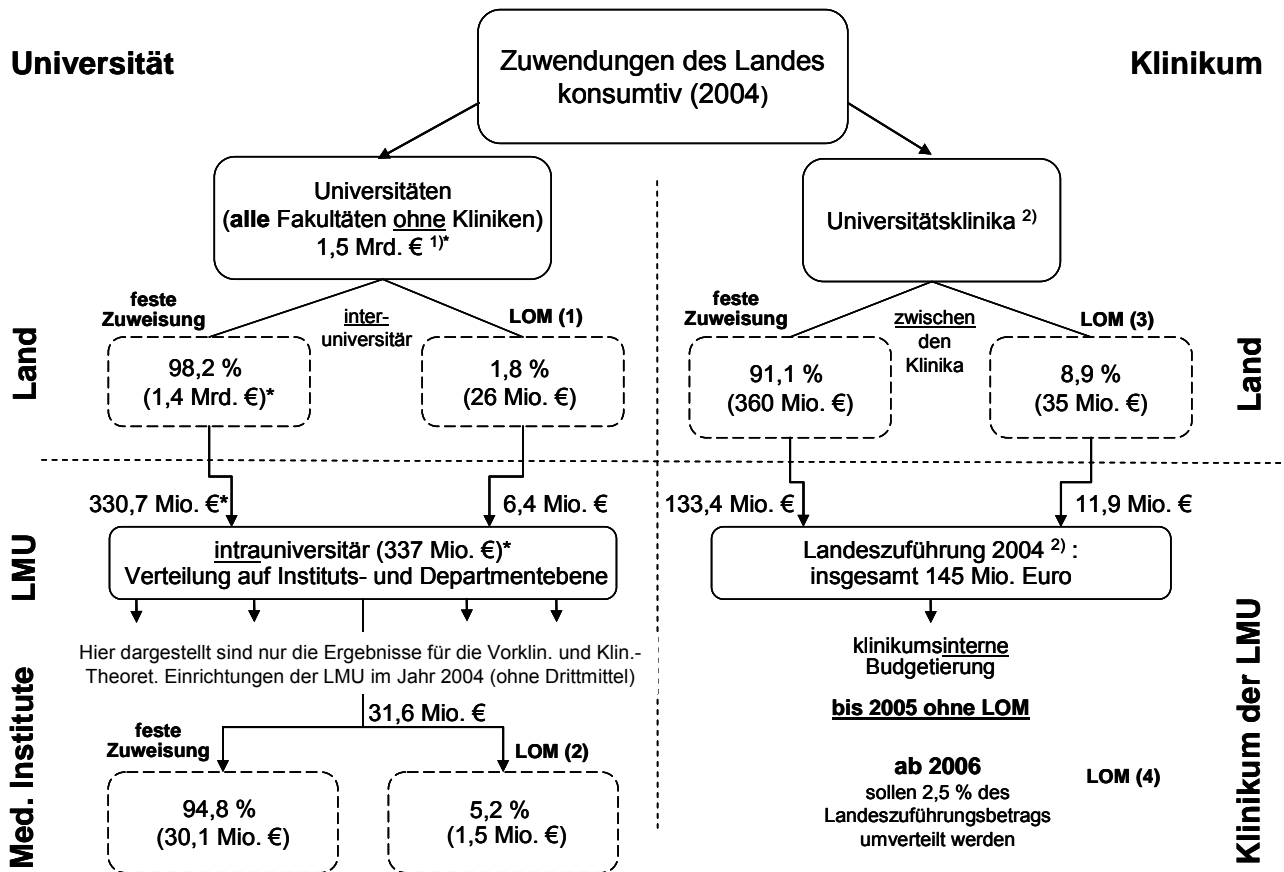 Universität
Zuwendungen des Landes
konsumtiv (2004)
Klinikum
Universitäten
(alle Fakultäten ohne Kliniken)
1,5 Mrd. € 1)*
Universitätsklinika 2)
Land
feste
Zuweisung
inter-
universitär
LOM (1)
98,2 %
(1,4 Mrd. €)*
1,8 %
(26 Mio. €)
feste
Zuweisung
zwischen
den
Klinika
LOM (3)
91,1 %
(360 Mio. €)
8,9 %
(35 Mio. €)
Land
LMU
330,7 Mio. €*
6,4 Mio. €
intrauniversitär (337 Mio. €)*
Verteilung auf Instituts- und Departmentebene
133,4 Mio. €
11,9 Mio. €
Landeszuführung 2004 2) :
insgesamt 145 Mio. Euro
Med. Institute
Hier dargestellt sind nur die Ergebnisse für die Vorklin. und Klin.-
Theoret. Einrichtungen der LMU im Jahr 2004 (ohne Drittmittel)
31,6 Mio. €
feste
Zuweisung
LOM (2)
94,8 %
(30,1 Mio. €)
5,2 %
(1,5 Mio. €)
klinikumsinterne
Budgetierung
bis 2005 ohne LOM
ab 2006
sollen 2,5 % des
Landeszuführungsbetrags
umverteilt werden
LOM (4)
Klinikum der LMU